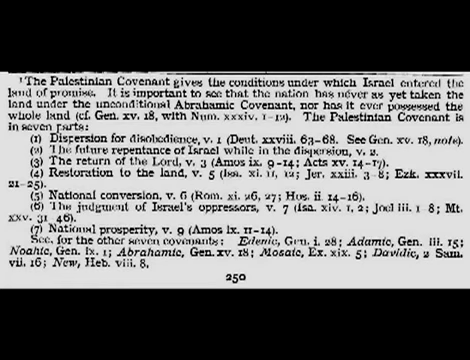 ¹The Palestinian Covenant gives the conditions under which Israel entered the
land of promise. It is important to see that the nation has never as yet taken the
land under the unconditional Abrahamic Covenant, nor has it ever possessed the
whole land (cf. Gen. xv. 18, with Num. xxxiv. 1-12). The Palestinian Covenant is
in seven parts:
(1) Dispersion for disobedience, v. 1 (Deut. xxviii. 63-68. See Gen. xv. 18, note).
(2) The future repentance of Israel while in the dispersion, v. 2.
(3) The return of the Lord, v. 3 (Amos ix. 9-14; Acts xv. 14-17).
(4) Restoration to the land, v. 5 (Isa. xi. 11, 12; Jer. xxiii. 3-8; Ezk. xxxvii.
21-25).
(5) National conversion, v. 6 (Rom. xi. 26, 27; Hos. ii. 14-16).
(6) The judgment of Israel's oppressors, v. 7 (Isa. xiv. 1, 2; Joel iii. 1-8; Mt.
xxv. 31-46).
(7) National prosperity, v. 9 (Amos ix. 11-14).
See, for the other seven covenants: Edenic, Gen. i. 28; Adamic, Gen. iii. 15;
Noahic, Gen. ix. 1; Abrahamic, Gen. xv. 18; Mosaic, Ex. xix. 5; Davidic, 2 Sam.
vii. 16; New, Heb. viii. 8.
250